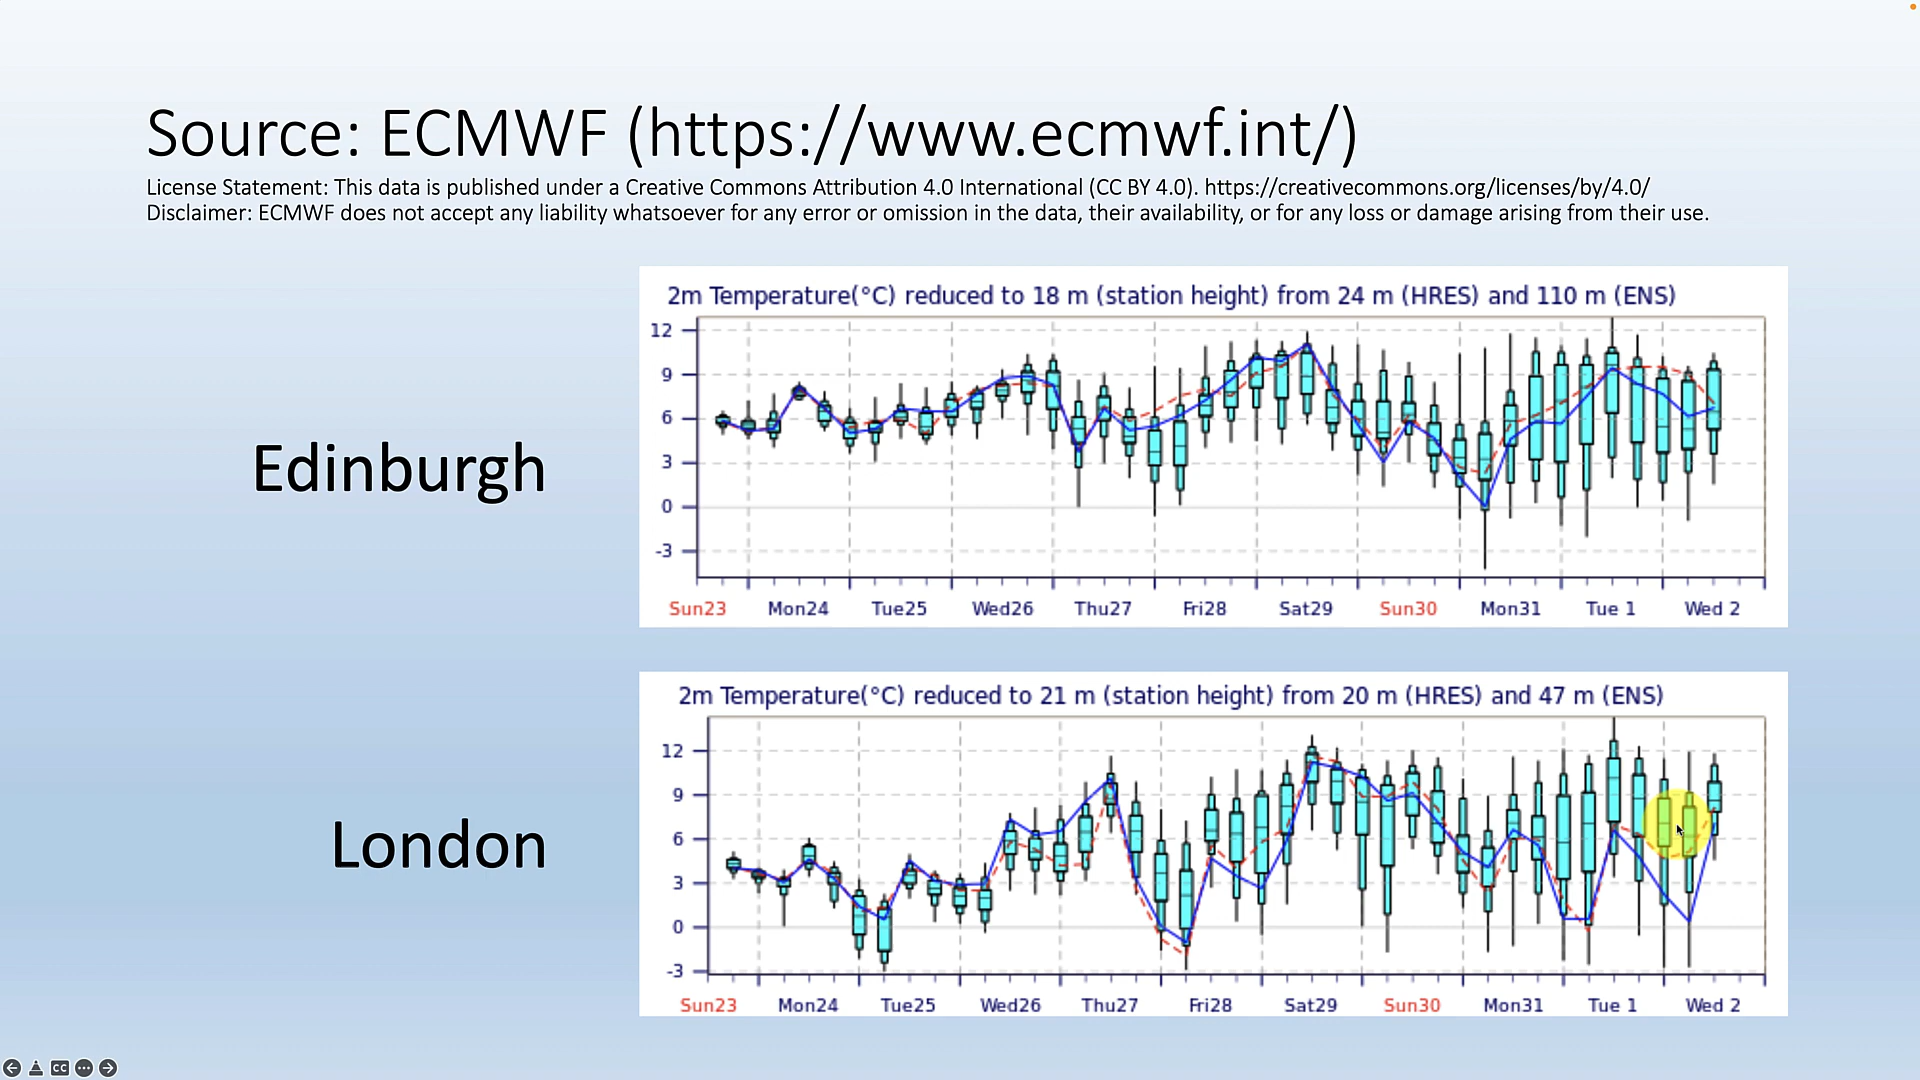 Source: ECMWF (https://www.ecmwf.int/)
License Statement: This data is published under a Creative Commons Attribution 4.0 International (CC BY 4.0). https://creativecommons.org/licenses/by/4.0/
Disclaimer: ECMWF does not accept any liability whatsoever for any error or omission in the data, their availability, or for any loss or damage arising from their use.
Edinburgh
2m Temperature(°C) reduced to 18 m (station height) from 24 m (HRES) and 110 m (ENS)
12
9
6
3
0
-3
Sun23 Mon24 Tue25 Wed26 Thu27 Fri28 Sat29 Sun30 Mon31 Tue 1 Wed 2
London
2m Temperature(°C) reduced to 21 m (station height) from 20 m (HRES) and 47 m (ENS)
12
9
6
3
0
-3
Sun23 Mon24 Tue25 Wed26 Thu27 Fri28 Sat29 Sun30 Mon31 Tue 1 Wed 2
CC